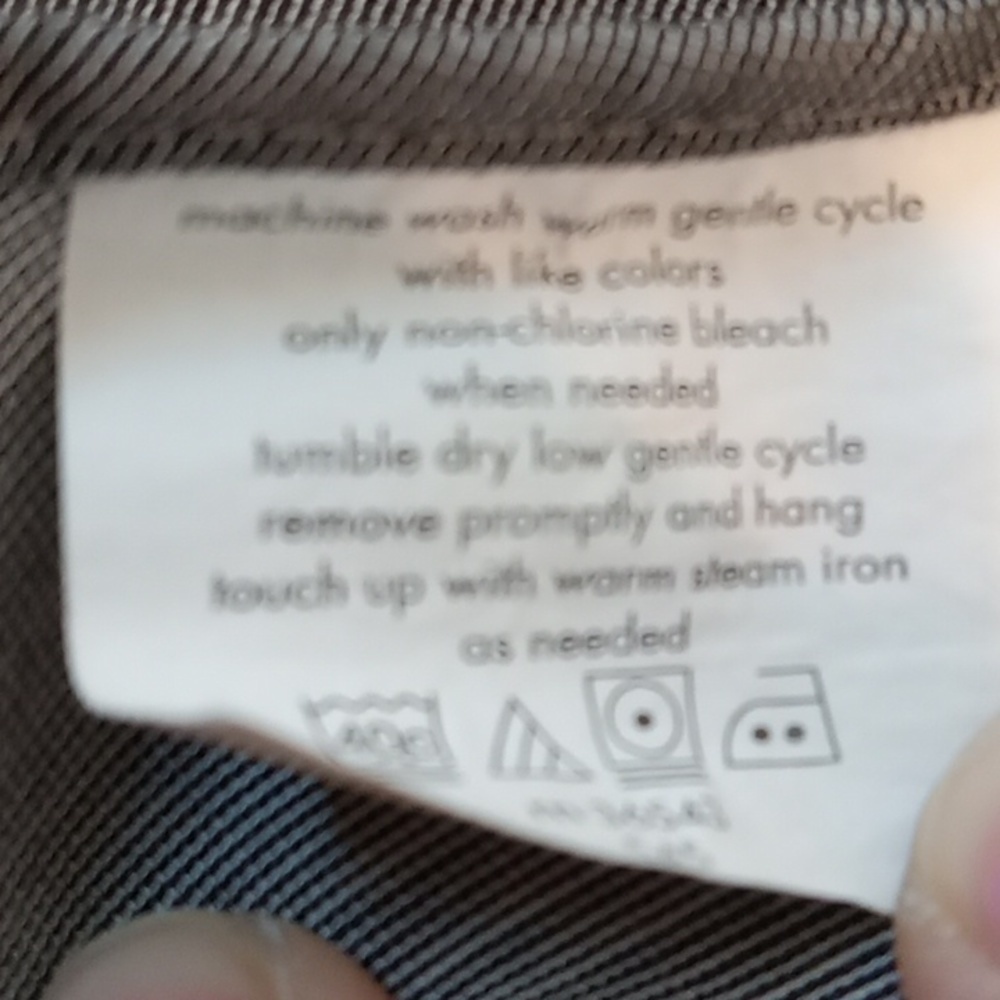 machine wash warm gentle cycle
with like colors
only non-chlorine bleach
when needed
tumble dry low gentle cycle
remove promptly and hang
touch up with warm steam iron
as needed